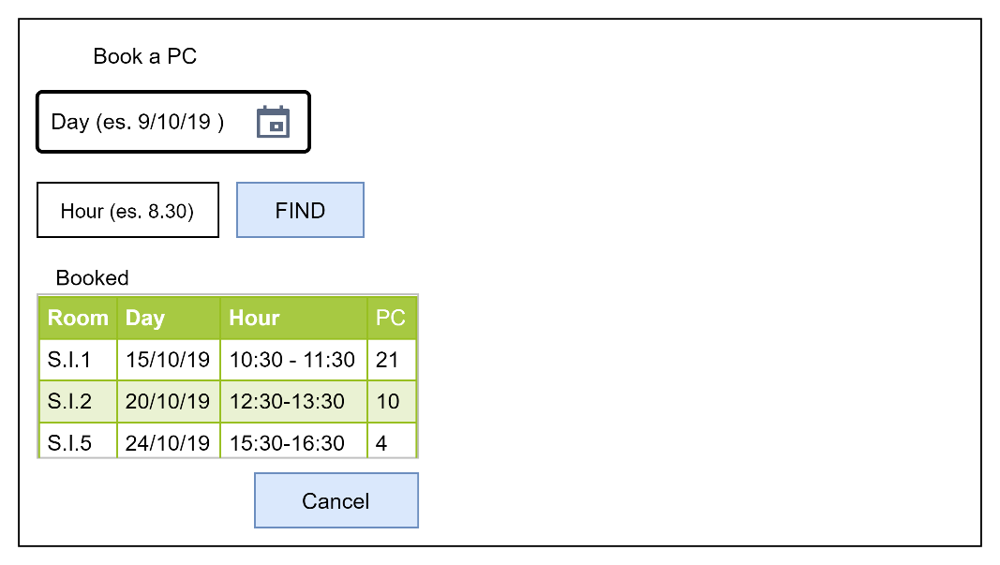 Book a PC
Day (es. 9/10/19 )
Hour (es. 8.30) FIND
Booked
Room Day Hour PC
S.I.1 15/10/19 10:30 - 11:30 21
S.I.2 20/10/19 12:30-13:30 10
S.I.5 24/10/19 15:30-16:30 4
Cancel